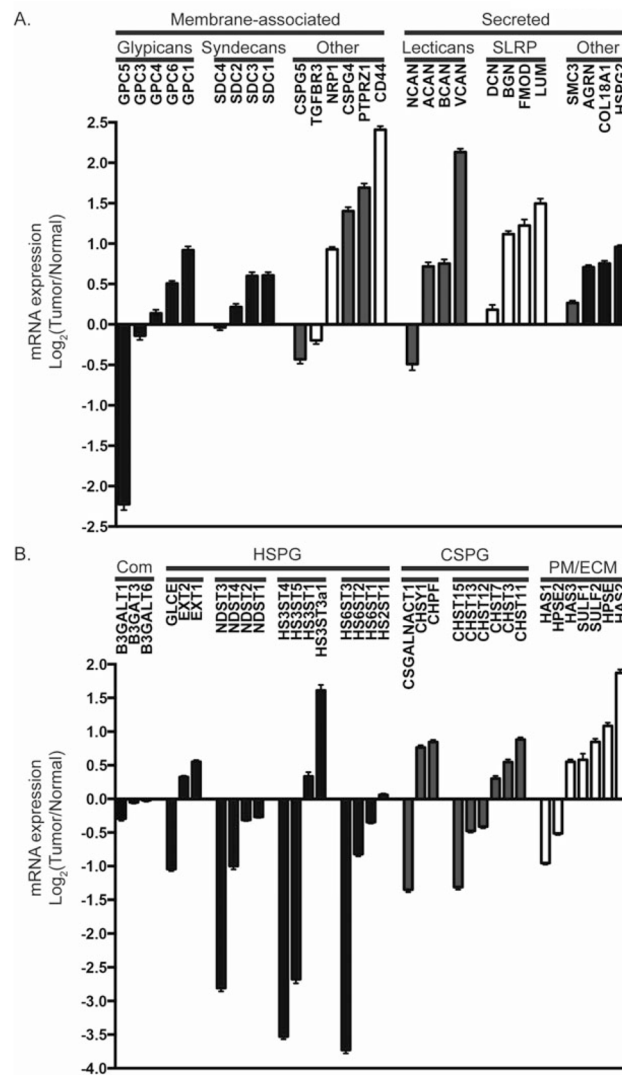 A.
Membrane-associated Secreted
Glypicans Syndecans Other Lecticans SLRP Other
GPC5 GPC3 GPC4 GPC6 GPC1 SDC4 SDC2 SDC3 SDC1 CSPG5 TGFBR3 NRP1 CSPG4 PTPRZ1 CD44 NCAN ACAN BCAN VCAN DCN BGN FMOD LUM SMC3 AGRN COL18A1 HSPG2
2.5
2.0
1.5
1.0
0.5
0.0
-0.5
-1.0
-1.5
-2.0
-2.5
mRNA expression
Log2(Tumor/Normal)
B.
Com HSPG CSPG PM/ECM
B3GALT1 B3GAT3 B3GALT6 GLCE EXT2 EXT1 NDST3 NDST4 NDST2 NDST1 HS3ST4 HS3ST5 HS3ST1 HS3ST3a1 HS6ST3 HS6ST2 HS6ST1 HS2ST1 CSGALNACT1 CHSY1 CHPF CHST15 CHST13 CHST12 CHST7 CHST3 CHST11 HAS1 HPSE2 HAS3 SULF1 SULF2 HPSE HAS2
2.0
1.5
1.0
0.5
0.0
-0.5
-1.0
-1.5
-2.0
-2.5
-3.0
-3.5
-4.0
mRNA expression
Log2(Tumor/Normal)